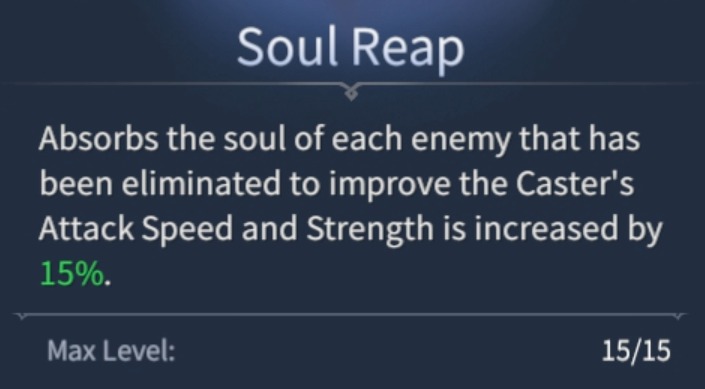 Soul Reap
Absorbs the soul of each enemy that has
been eliminated to improve the Caster's
Attack Speed and Strength is increased by
15%.
Max Level: 15/15